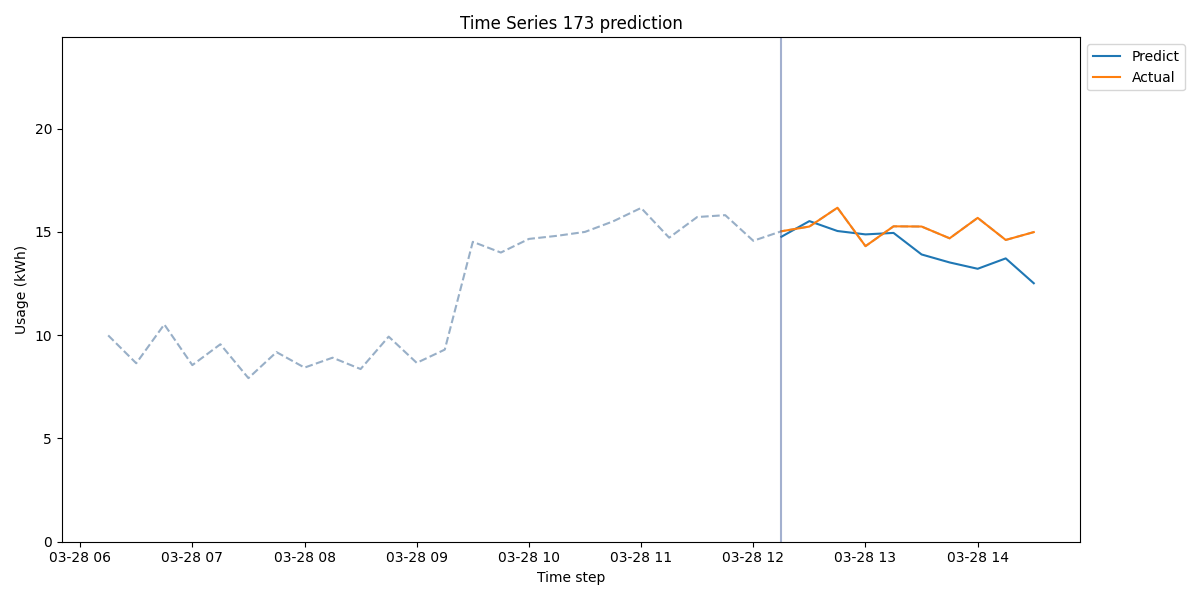 Time Series 173 prediction
Predict
Actual
Usage (kWh)
20
15
10
5
0
03-28 06 03-28 07 03-28 08 03-28 09 03-28 10 03-28 11 03-28 12 03-28 13 03-28 14
Time step